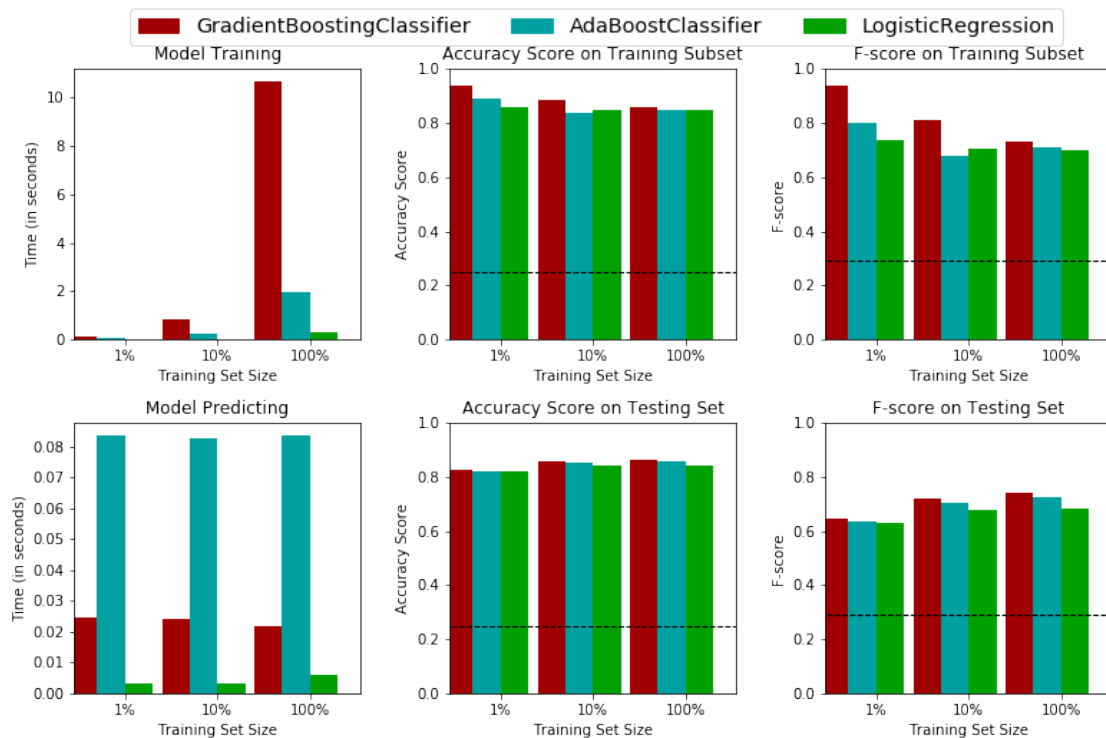 GradientBoostingClassifier AdaBoostClassifier LogisticRegression
Model Training
Time (in seconds)
10
8
6
4
2
0
1% 10% 100%
Training Set Size
Accuracy Score on Training Subset
Accuracy Score
1.0
0.8
0.6
0.4
0.2
0.0
1% 10% 100%
Training Set Size
F-score on Training Subset
F-score
1.0
0.8
0.6
0.4
0.2
0.0
1% 10% 100%
Training Set Size
Model Predicting
Time (in seconds)
0.08
0.07
0.06
0.05
0.04
0.03
0.02
0.01
0.00
1% 10% 100%
Training Set Size
Accuracy Score on Testing Set
Accuracy Score
1.0
0.8
0.6
0.4
0.2
0.0
1% 10% 100%
Training Set Size
F-score on Testing Set
F-score
1.0
0.8
0.6
0.4
0.2
0.0
1% 10% 100%
Training Set Size